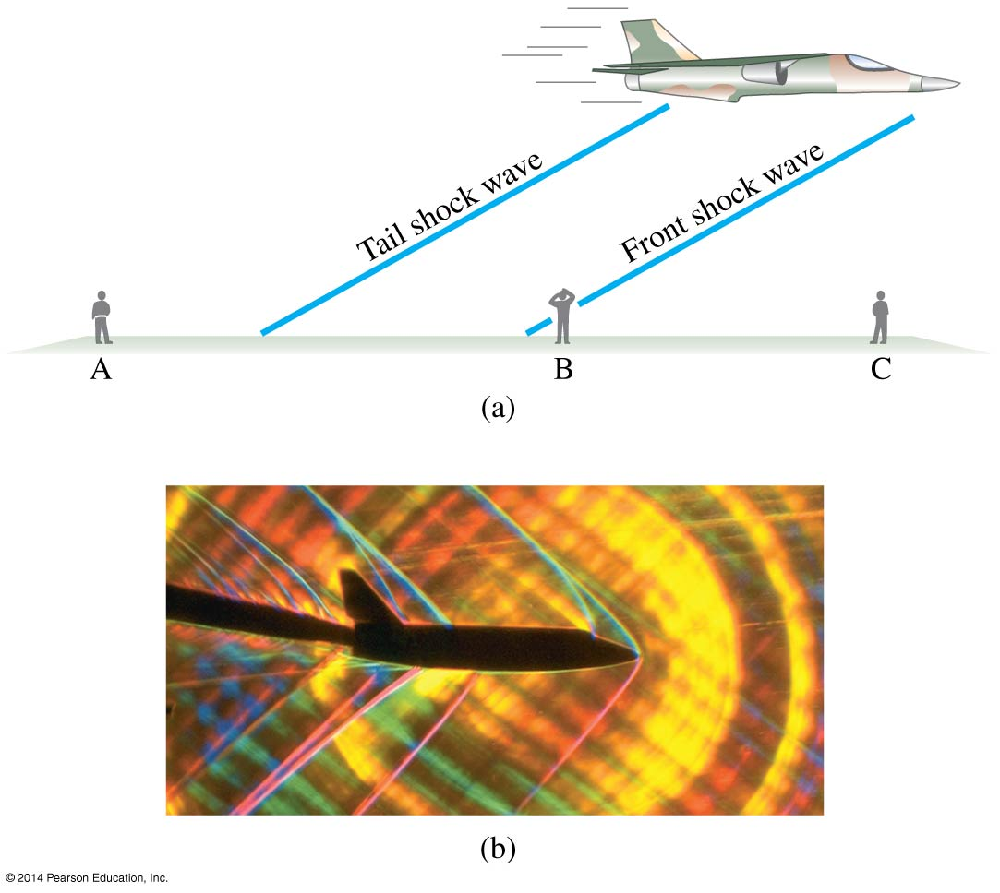 Tail shock wave
Front shock wave
A
B
C
(a)
(b)
© 2014 Pearson Education, Inc.